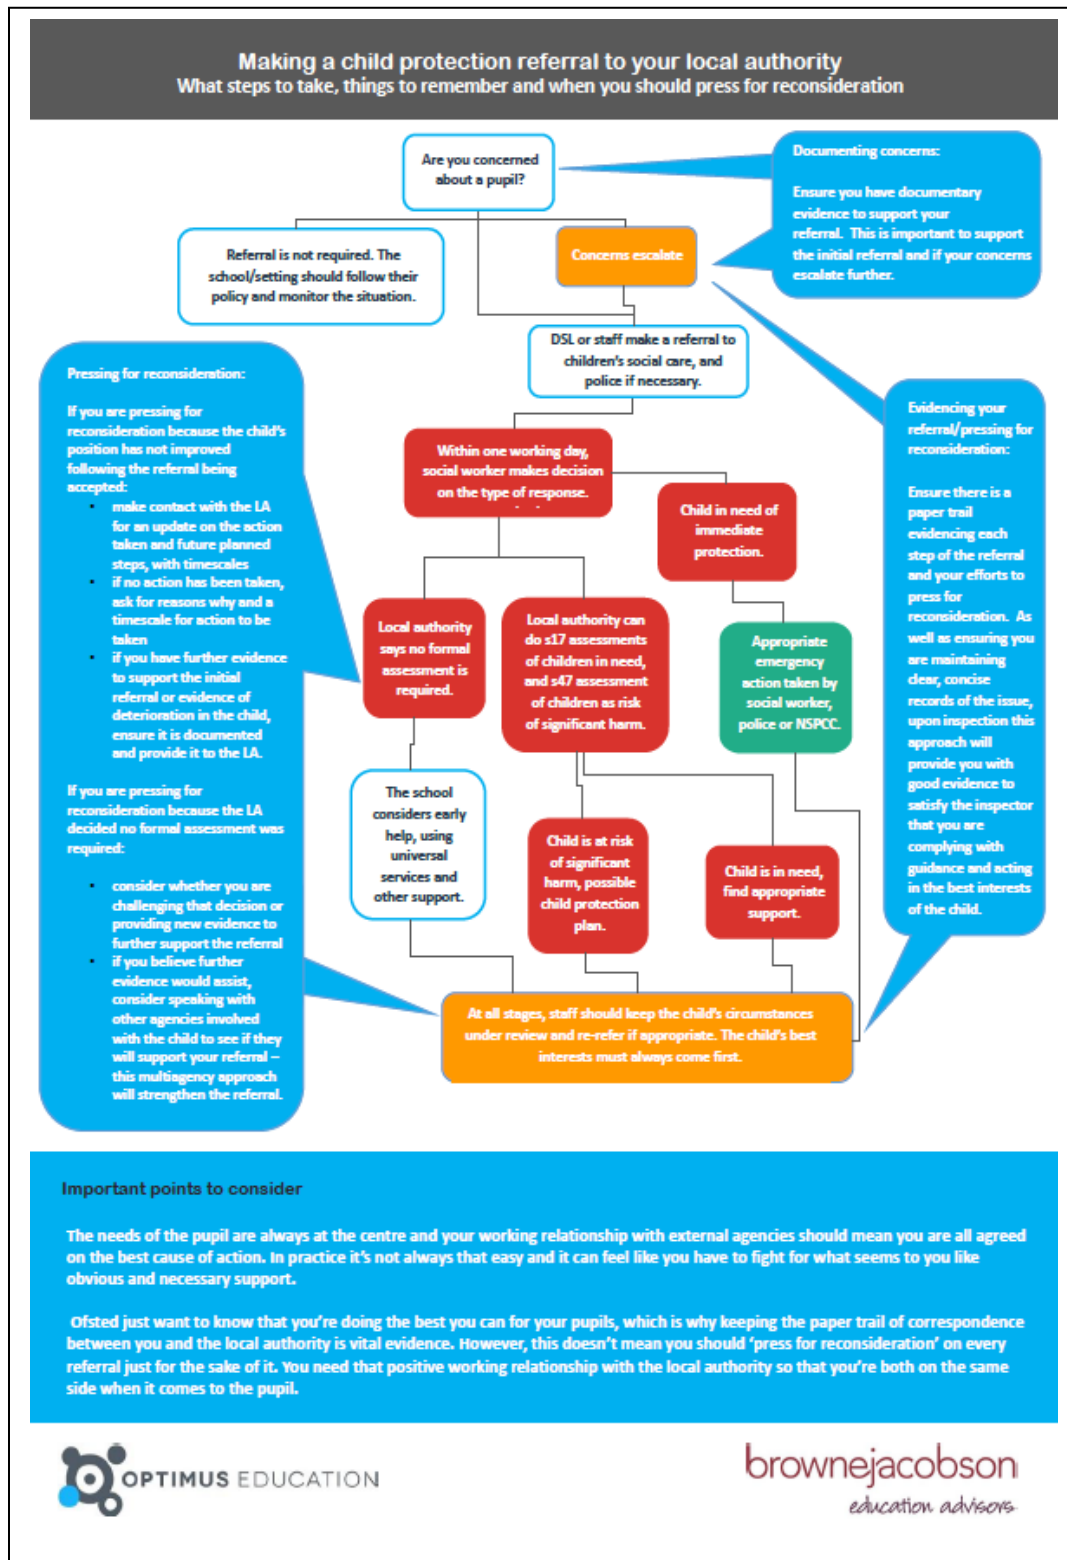 Making a child protection referral to your local authority
What steps to take, things to remember and when you should press for reconsideration
Are you concerned
about a pupil?
Documenting concerns:
Ensure you have documentary
evidence to support your
referral. This is important to support
the initial referral and if your concerns
escalate further.
Referral is not required. The
school/setting should follow their
policy and monitor the situation.
Concerns escalate
DSL or staff make a referral to
children's social care, and
police if necessary.
Pressing for reconsideration:
If you are pressing for
reconsideration because the child's
position has not improved
following the referral being
accepted:
▪ make contact with the LA
for an update on the action
taken and future planned
steps, with timescales
▪ if no action has been taken,
ask for reasons why and a
timescale for action to be
taken
▪ if you have further evidence
to support the initial
referral or evidence of
deterioration in the child,
ensure it is documented
and provide it to the LA.
If you are pressing for
reconsideration because the LA
decided no formal assessment was
required:
▪ consider whether you are
challenging that decision or
providing new evidence to
further support the referral
▪ if you believe further
evidence would assist,
consider speaking with
other agencies involved
with the child to see if they
will support your referral –
this multiagency approach
will strengthen the referral.
Within one working day,
social worker makes decision
on the type of response.
Child in need of
immediate
protection.
Evidencing your
referral/pressing for
reconsideration:
Ensure there is a
paper trail
evidencing each
step of the referral
and your efforts to
press for
reconsideration. As
well as ensuring you
are maintaining
clear, concise
records of the issue,
upon inspection this
approach will
provide you with
good evidence to
satisfy the inspector
that you are
complying with
guidance and acting
in the best interests
of the child.
Local authority
says no formal
assessment is
required.
Local authority can
do s17 assessments
of children in need,
and s47 assessment
of children as risk
of significant harm.
Appropriate
emergency
action taken by
social worker,
police or NSPCC.
The school
considers early
help, using
universal
services and
other support.
Child is at risk
of significant
harm, possible
child protection
plan.
Child is in need,
find appropriate
support.
At all stages, staff should keep the child's circumstances
under review and re-refer if appropriate. The child's best
interests must always come first.
Important points to consider
The needs of the pupil are always at the centre and your working relationship with external agencies should mean you are all agreed
on the best cause of action. In practice it's not always that easy and it can feel like you have to fight for what seems to you like
obvious and necessary support.
Ofsted just want to know that you're doing the best you can for your pupils, which is why keeping the paper trail of correspondence
between you and the local authority is vital evidence. However, this doesn't mean you should 'press for reconsideration' on every
referral just for the sake of it. You need that positive working relationship with the local authority so that you're both on the same
side when it comes to the pupil.
OPTIMUS EDUCATION
brownejacobson
education advisors